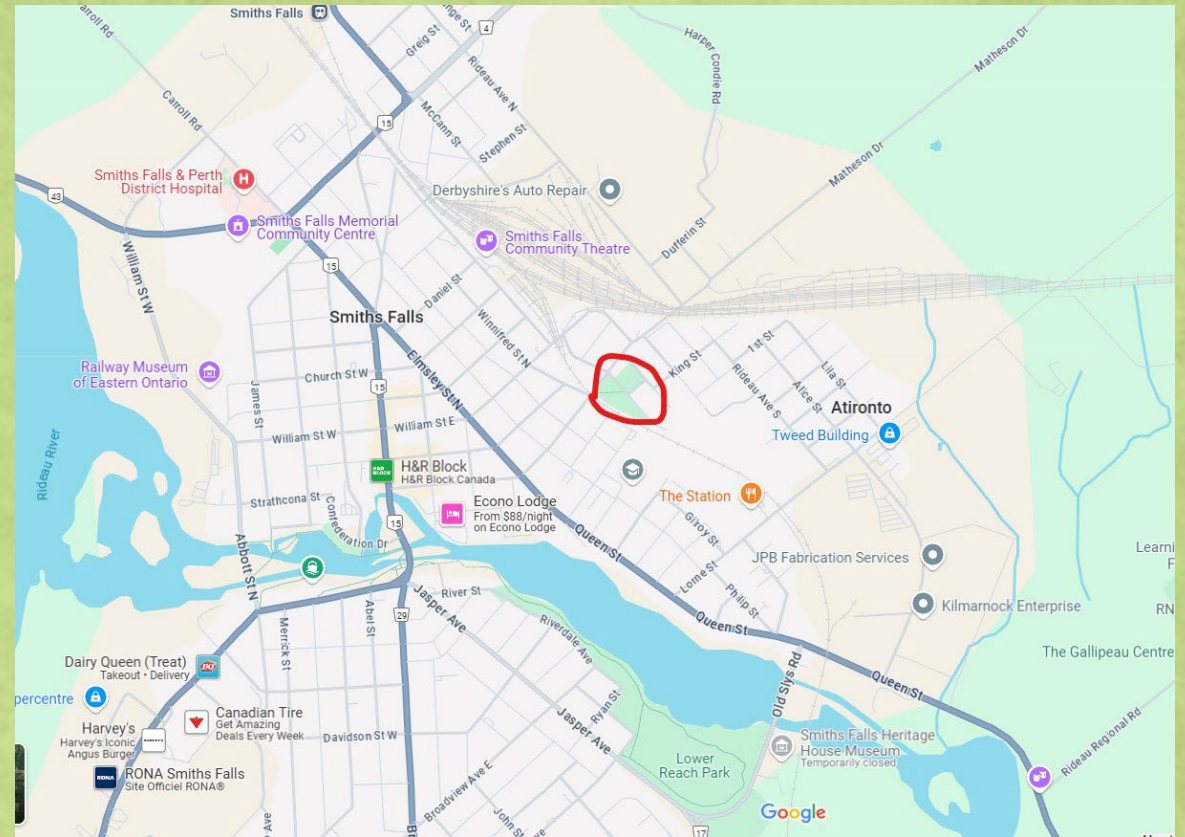 Smiths Falls
Carroll Rd
Greig St
4
Rideau Ave N
Harper Condie Rd
Matheson Dr
Carroll Rd
15
McCann St
Stephen St
Matheson Dr
Smiths Falls & Perth
District Hospital
H
43
Derbyshire's Auto Repair
Smiths Falls Memorial
Community Centre
Smiths Falls
Community Theatre
Dufferin St
15
William St W
Daniel St
Smiths Falls
Winnifred St N
Elmsley St N
King St
1st St
Lila St
Railway Museum
of Eastern Ontario
Church St W
15
Rideau Ave S
Alice St
Atironto
James St
William St W
William St E
Tweed Building
Rideau River
H&R
BLOCK
H&R Block
H&R Block Canada
The Station
Strathcona St
Confederation Dr
15
Econo Lodge
From $88/night
on Econo Lodge
Queen St
Gilroy St
JPB Fabrication Services
Learni
F
Abbott St N
Lorne St
Philip St
Jasper Ave
River St
Kilmarnock Enterprise
RN
Merrick St
Abel St
29
Riverdale Ave
Queen St
The Gallipeau Centre
Dairy Queen (Treat)
Takeout • Delivery
DQ
Old Slys Rd
Queen St
percentre
Canadian Tire
Get Amazing
Deals Every Week
Ryan St
Jasper Ave
Harvey's
Harvey's Iconic
Angus Burger
Davidson St W
Smiths Falls Heritage
House Museum
Temporarily closed
Rideau Regional Rd
RONA
RONA Smiths Falls
Site Officiel RONA®
Lower
Reach Park
Broadview Ave E
John St
Google
17